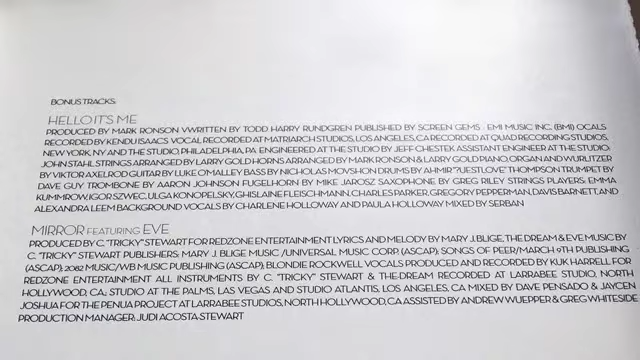 BONUS TRACKS:
HELLO IT'S ME
PRODUCED BY MARK RONSON WRITTEN BY TODD HARRY RUNDGREN PUBLISHED BY SCREEN GEMS - EMI MUSIC INC. (BMI) OCALS
RECORDED BY KENDU ISAACS VOCAL RECORDED AT MATRIARCH STUDIOS, LOS ANGELES, CA RECORDED AT QUAD RECORDING STUDIOS,
NEW YORK, NY AND THE STUDIO, PHILADELPHIA, PA ENGINEERED AT THE STUDIO BY JEFF CHESTEK ASSISTANT ENGINEER AT THE STUDIO:
JOHN STAHL STRINGS ARRANGED BY LARRY GOLD HORNS ARRANGED BY MARK RONSON & LARRY GOLD PIANO, ORGAN AND WURLITZER
BY VIKTOR AXELROD GUITAR BY LUKE O'MALLEY BASS BY NICHOLAS MOVSHON DRUMS BY AHMIR "?UESTLOVE" THOMPSON TRUMPET BY
DAVE GUY TROMBONE BY AARON JOHNSON FUGELHORN BY MIKE JAROSZ SAXOPHONE BY GREG RILEY STRINGS PLAYERS: EMMA
KUMMROW, IGOR SZWEC, ULGA KONOPELSKY, GHISLAINE FLEISCHMANN, CHARLES PARKER, GREGORY PEPPERMAN, DAVIS BARNETT, AND
ALEXANDRA LEEM BACKGROUND VOCALS BY CHARLENE HOLLOWAY AND PAULA HOLLOWAY MIXED BY SERBAN
MIRROR FEATURING EVE
PRODUCED BY C. "TRICKY" STEWART FOR REDZONE ENTERTAINMENT LYRICS AND MELODY BY MARY J. BLIGE, THE DREAM & EVE MUSIC BY
C. "TRICKY" STEWART PUBLISHERS: MARY J. BLIGE MUSIC /UNIVERSAL MUSIC CORP. (ASCAP); SONGS OF PEER/MARCH 9TH PUBLISHING
(ASCAP); 2082 MUSIC/WB MUSIC PUBLISHING (ASCAP); BLONDIE ROCKWELL VOCALS PRODUCED AND RECORDED BY KUK HARRELL FOR
REDZONE ENTERTAINMENT ALL INSTRUMENTS BY C. "TRICKY" STEWART & THE-DREAM RECORDED AT LARRABEE STUDIO, NORTH
HOLLYWOOD, CA.; STUDIO AT THE PALMS, LAS VEGAS AND STUDIO ATLANTIS, LOS ANGELES, CA MIXED BY DAVE PENSADO & JAYCEN
JOSHUA FOR THE PENUA PROJECT AT LARRABEE STUDIOS, NORTH HOLLYWOOD, CA ASSISTED BY ANDREW WUEPPER & GREG WHITESIDE
PRODUCTION MANAGER: JUDI ACOSTA-STEWART